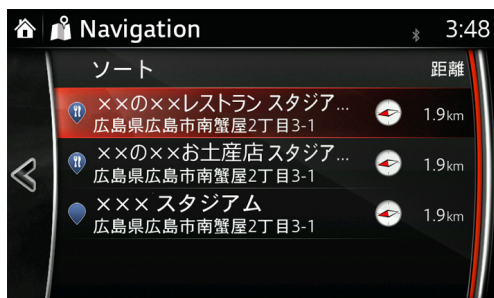 Navigation 3:48
ソート 距離
××の××レストラン スタジア...
広島県広島市南蟹屋2丁目3-1
1.9km
××の××お土産店 スタジア...
広島県広島市南蟹屋2丁目3-1
1.9km
××× スタジアム
広島県広島市南蟹屋2丁目3-1
1.9km